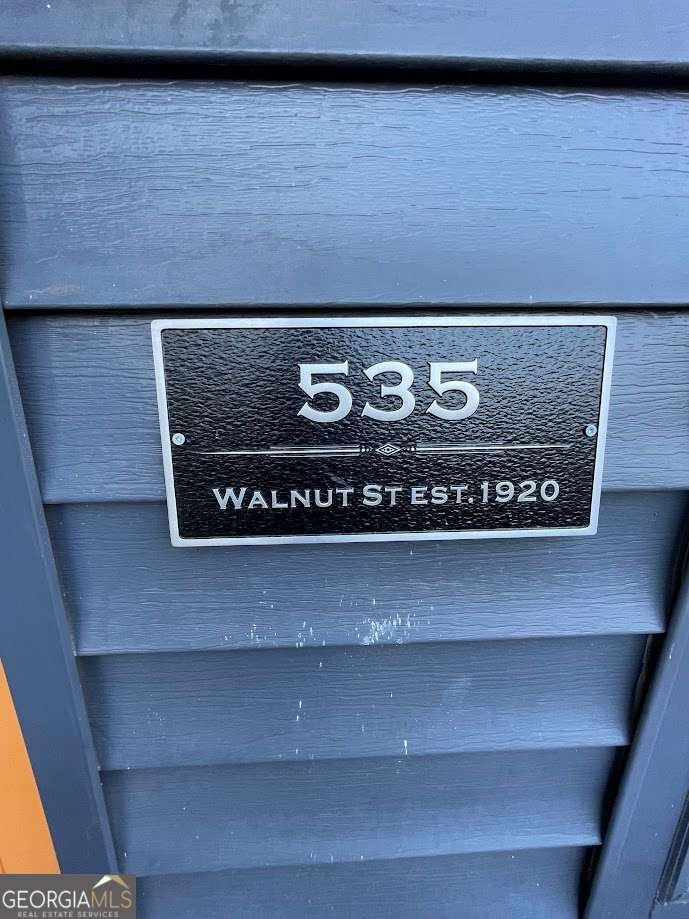 535
WALNUT ST EST. 1920
GEORGIAMLS
REAL ESTATE SERVICES